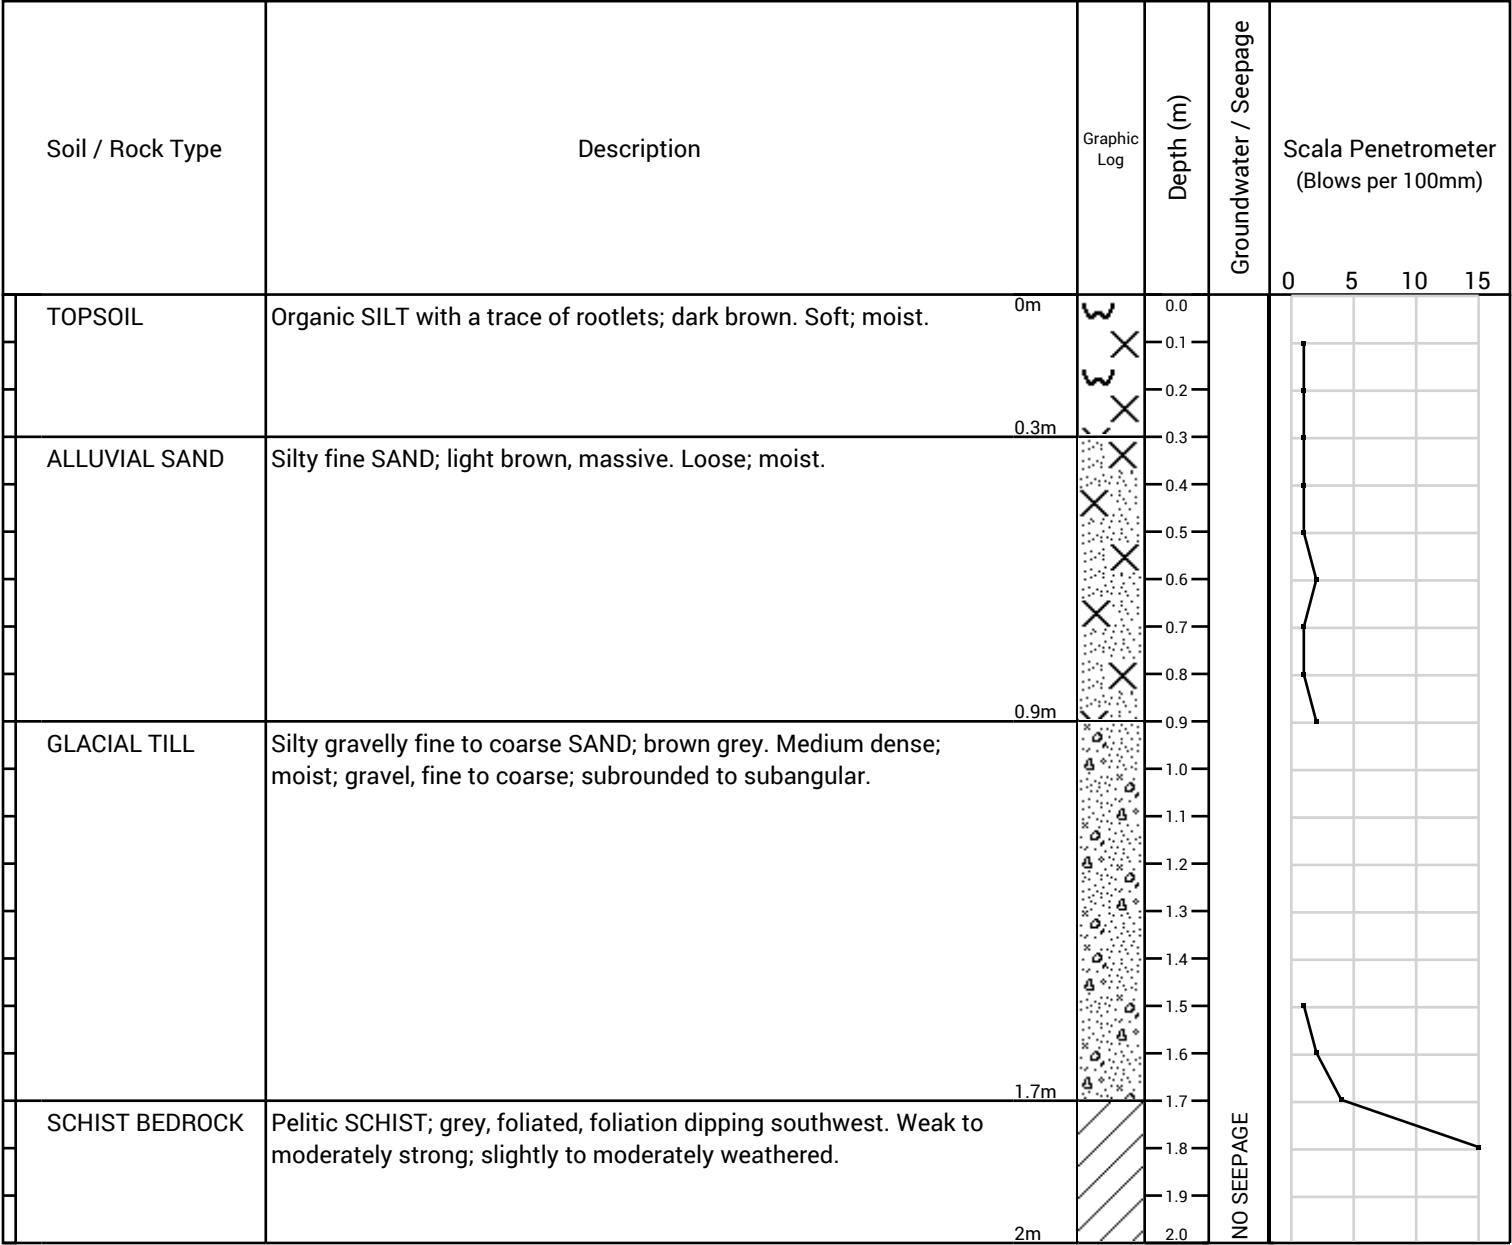 Soil / Rock Type
Description
Graphic
Log
Depth (m)
Groundwater / Seepage
Scala Penetrometer
(Blows per 100mm)
0 5 10 15
TOPSOIL
Organic SILT with a trace of rootlets; dark brown. Soft; moist.
0m
0.0
0.1
0.2
0.3m
0.3
ALLUVIAL SAND
Silty fine SAND; light brown, massive. Loose; moist.
0.4
0.5
0.6
0.7
0.8
0.9m
0.9
GLACIAL TILL
Silty gravelly fine to coarse SAND; brown grey. Medium dense;
moist; gravel, fine to coarse; subrounded to subangular.
1.0
1.1
1.2
1.3
1.4
1.5
1.6
1.7m
1.7
SCHIST BEDROCK
Pelitic SCHIST; grey, foliated, foliation dipping southwest. Weak to
moderately strong; slightly to moderately weathered.
1.8
1.9
2m
2.0
NO SEEPAGE